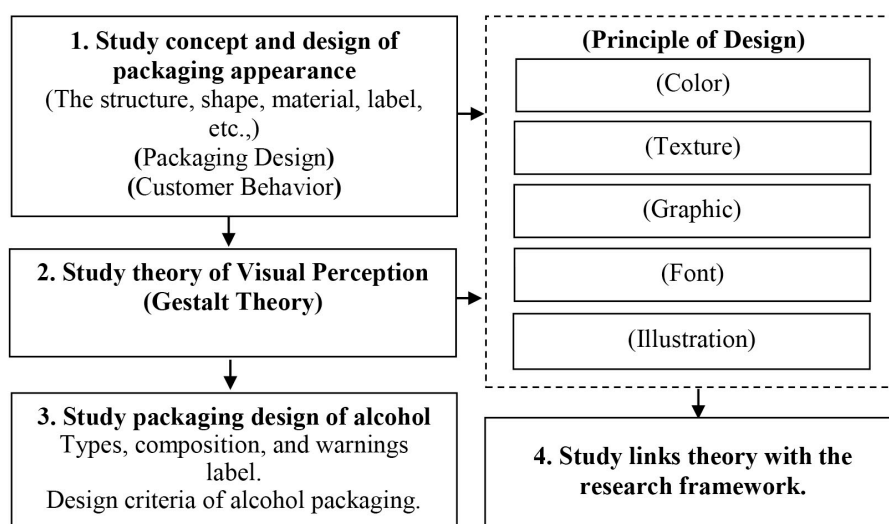 1. Study concept and design of
packaging appearance
(The structure, shape, material, label,
etc.,)
(Packaging Design)
(Customer Behavior)
2. Study theory of Visual Perception
(Gestalt Theory)
3. Study packaging design of alcohol
Types, composition, and warnings
label.
Design criteria of alcohol packaging.
(Principle of Design)
(Color)
(Texture)
(Graphic)
(Font)
(Illustration)
4. Study links theory with the
research framework.